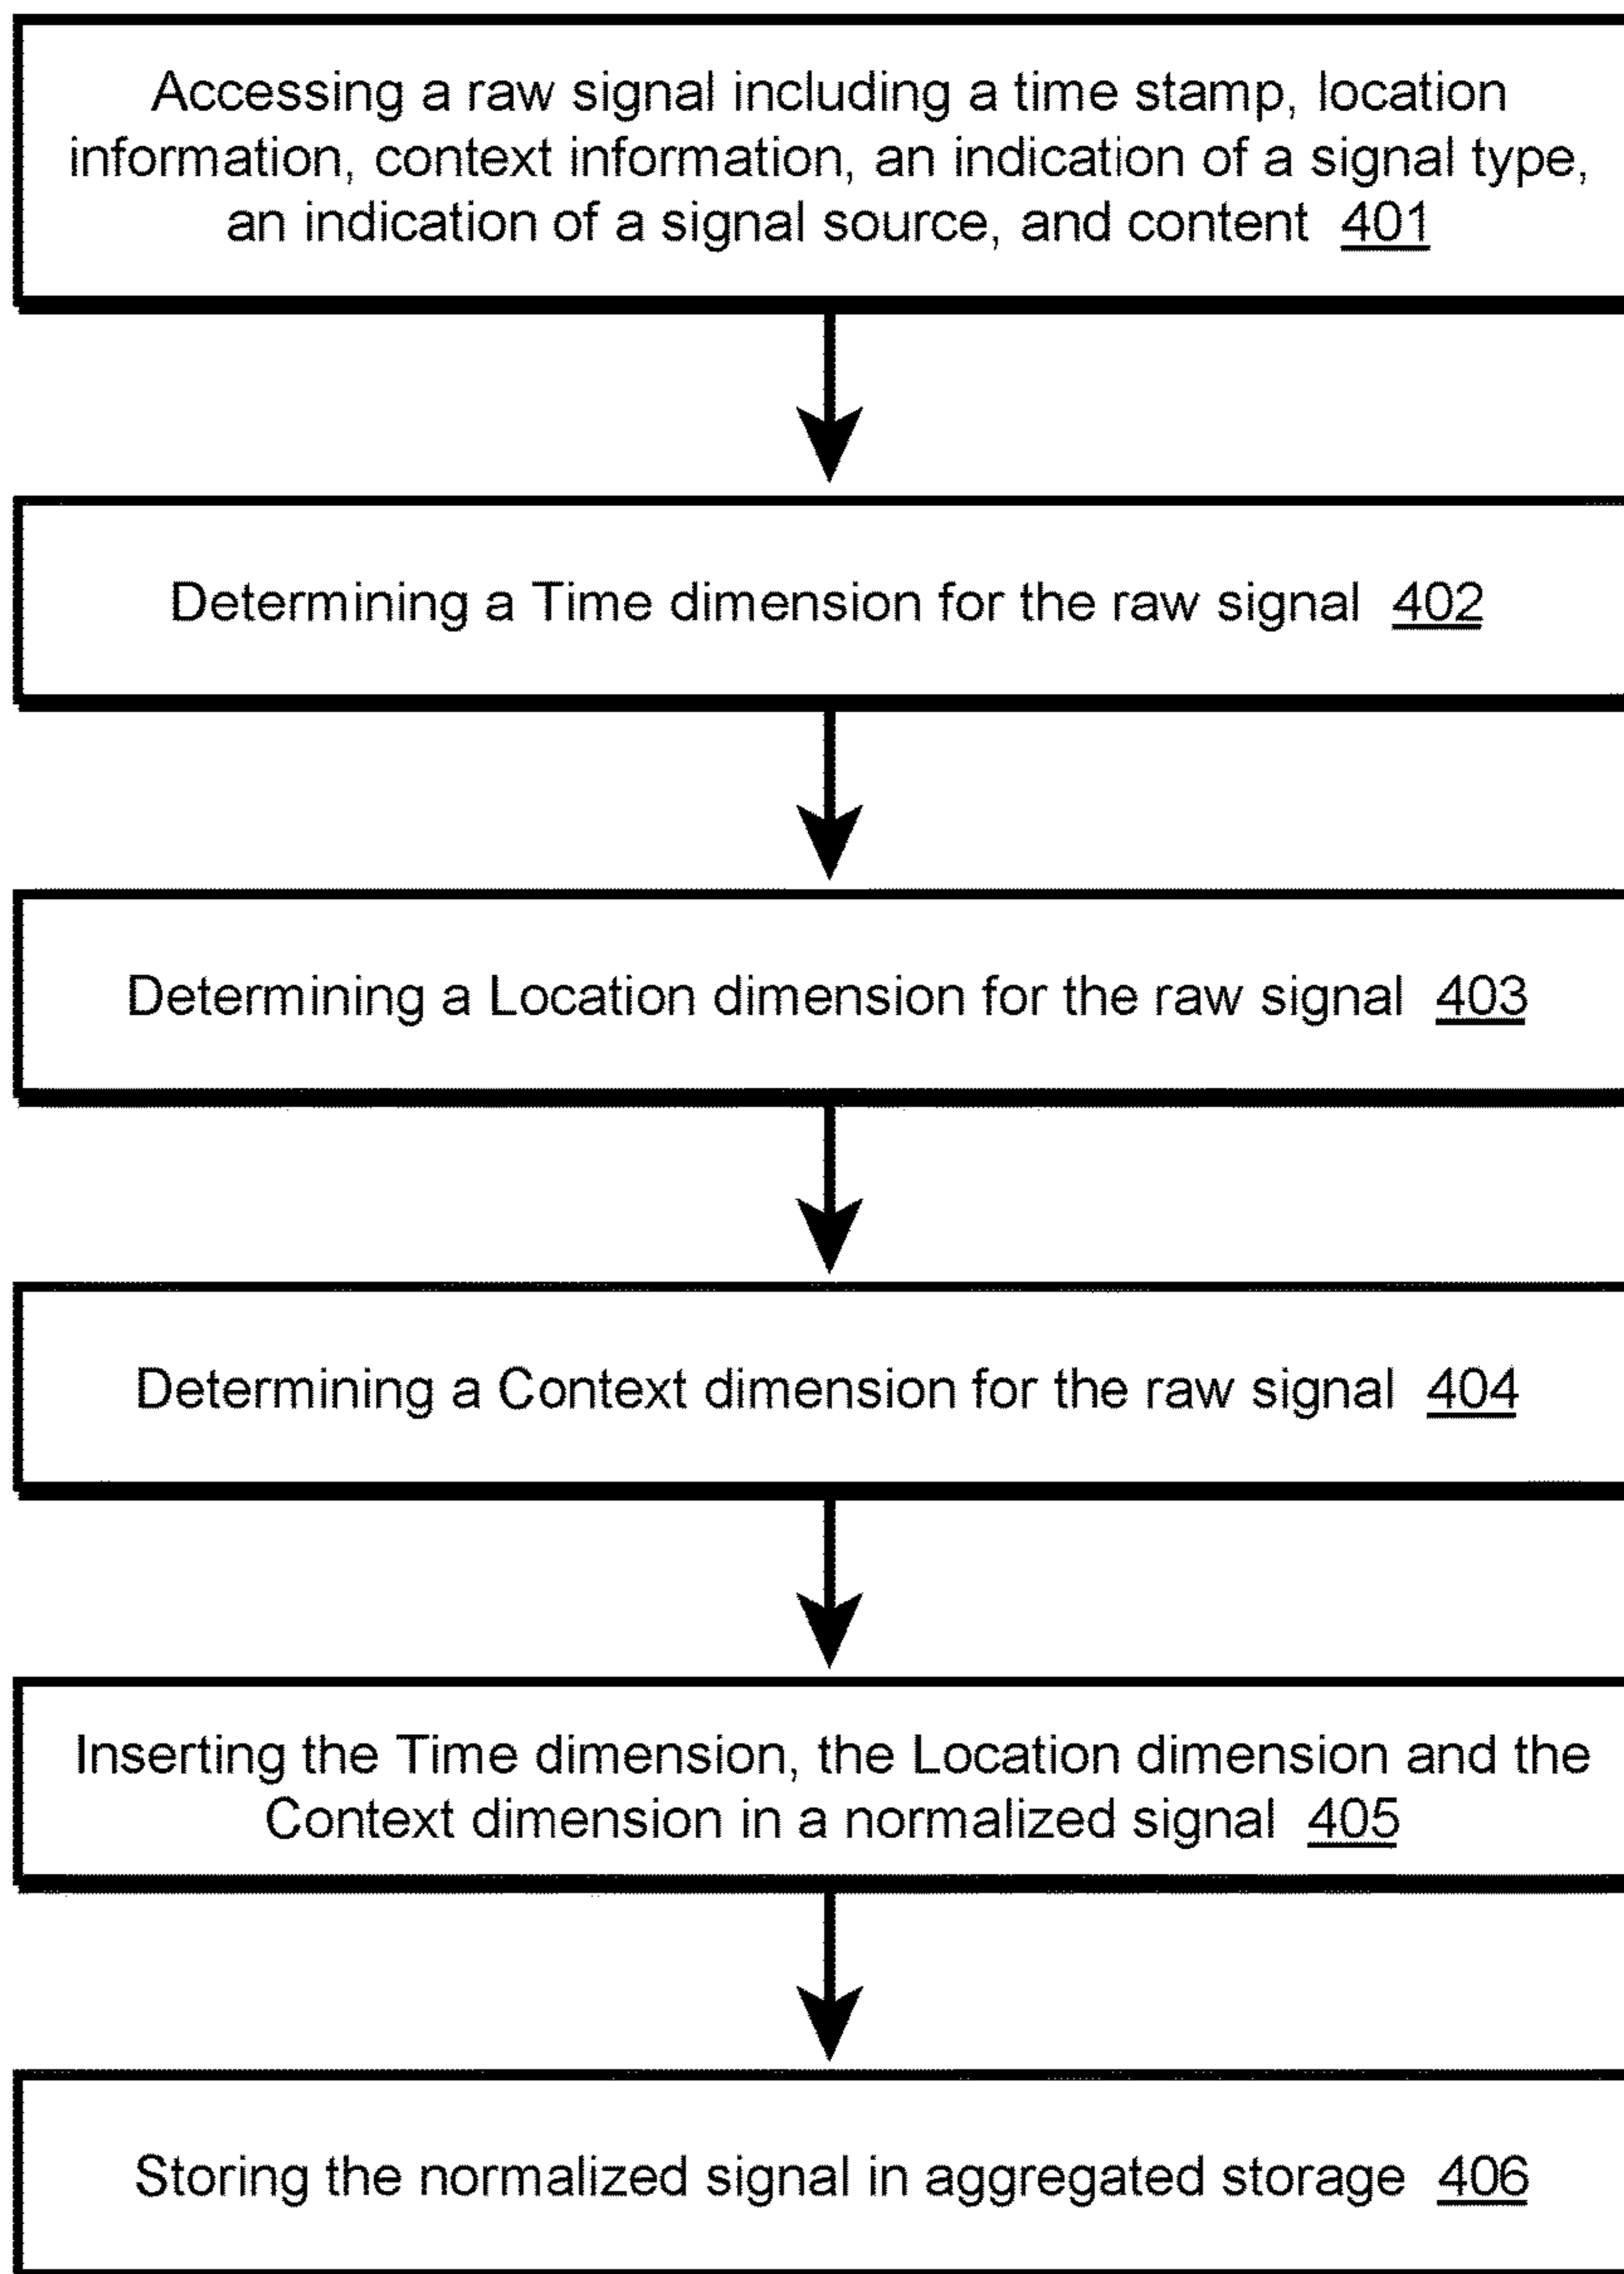 Accessing a raw signal including a time stamp, location
information, context information, an indication of a signal type,
an indication of a signal source, and content 401
Determining a Time dimension for the raw signal 402
Determining a Location dimension for the raw signal 403
Determining a Context dimension for the raw signal 404
Inserting the Time dimension, the Location dimension and the
Context dimension in a normalized signal 405
Storing the normalized signal in aggregated storage 406